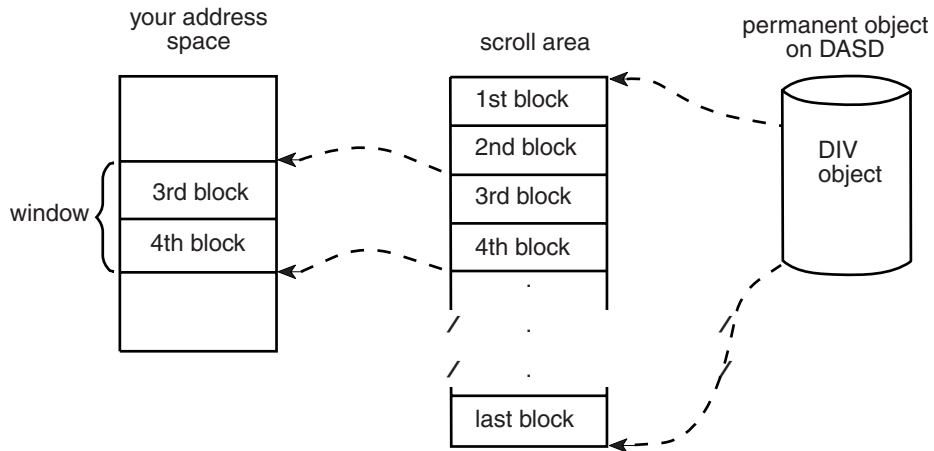 your address
space
scroll area
permanent object
on DASD
1st block
2nd block
3rd block
4th block
.
.
.
last block
window
3rd block
4th block
DIV
object